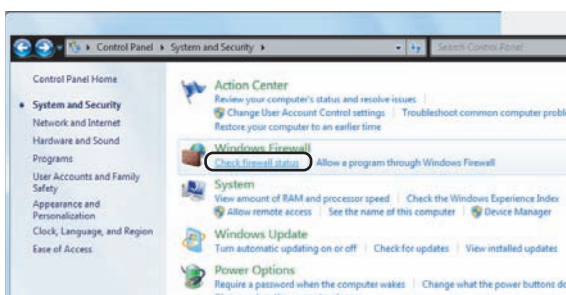 Control Panel ▸ System and Security ▸
Search Control Panel
Control Panel Home
System and Security
Network and Internet
Hardware and Sound
Programs
User Accounts and Family
Safety
Appearance and
Personalization
Clock, Language, and Region
Ease of Access
Action Center
Review your computer's status and resolve issues
Change User Account Control settings
Troubleshoot common computer probl
Restore your computer to an earlier time
Windows Firewall
Check firewall status
Allow a program through Windows Firewall
System
View amount of RAM and processor speed
Check the Windows Experience Index
Allow remote access
See the name of this computer
Device Manager
Windows Update
Turn automatic updating on or off
Check for updates
View installed updates
Power Options
Require a password when the computer wakes
Change what the power buttons do